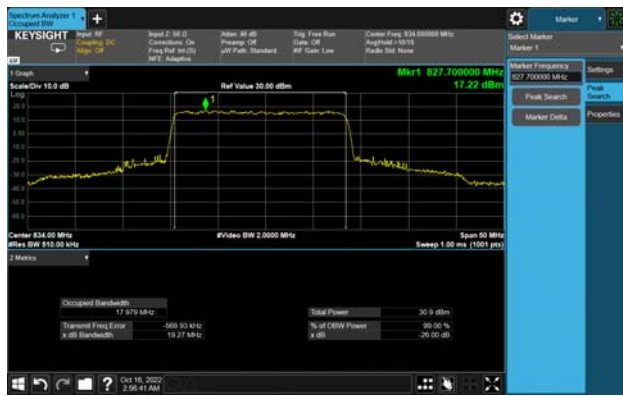 Spectrum Analyzer 1
Occupied BW
+
Marker
KEYSIGHT
Input: RF
Coupling: DC
Align: Off
Input Z: 50 Ω
Corrections: On
Freq Ref: Int (S)
NFE: Adaptive
Atten: 40 dB
Preamp: Off
µW Path: Standard
Trig: Free Run
Gate: Off
#IF Gain: Low
Center Freq: 834.000000 MHz
Avg|Hold:>10/10
Radio Std: None
Select Marker
Marker 1
1 Graph
Scale/Div 10.0 dB
Log
Ref Value 30.00 dBm
Mkr1 827.700000 MHz
17.22 dBm
1
Marker Frequency
827.700000 MHz
Peak Search
Marker Delta
Settings
Peak
Search
Properties
Center 834.00 MHz
#Res BW 510.00 kHz
#Video BW 2.0000 MHz
Span 50 MHz
Sweep 1.00 ms (1001 pts)
2 Metrics
Occupied Bandwidth
17.979 MHz
Transmit Freq Error -569.93 kHz
x dB Bandwidth 19.27 MHz
Total Power 30.9 dBm
% of OBW Power 99.00 %
x dB -26.00 dB
?
Oct 16, 2022
2:56:41 AM